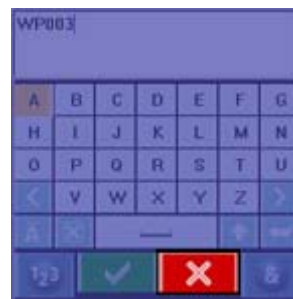 WP003
A B C D E F G
H I J K L M N
O P Q R S T U
< V W X Y Z >
A
123 &